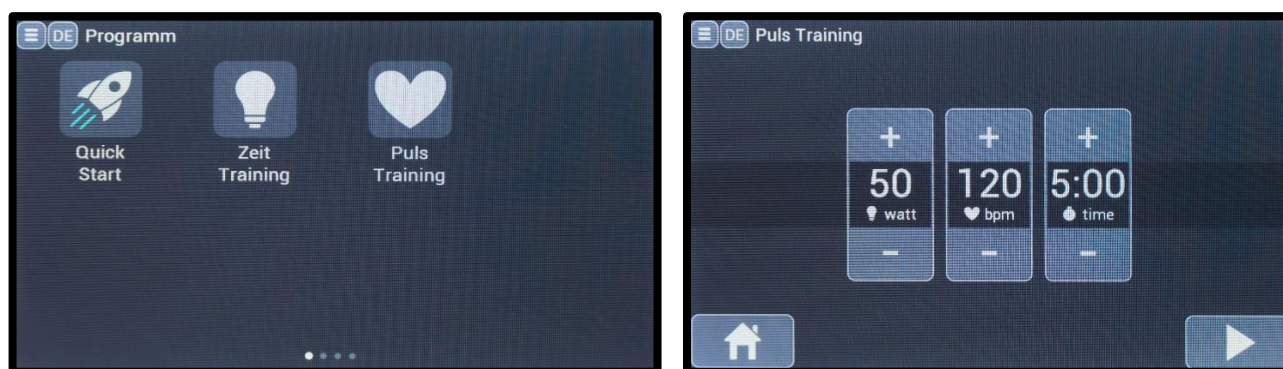 DE Programm
Quick
Start
Zeit
Training
Puls
Training
DE Puls Training
+
+
+
50
120
5:00
watt
bpm
time
-
-
-